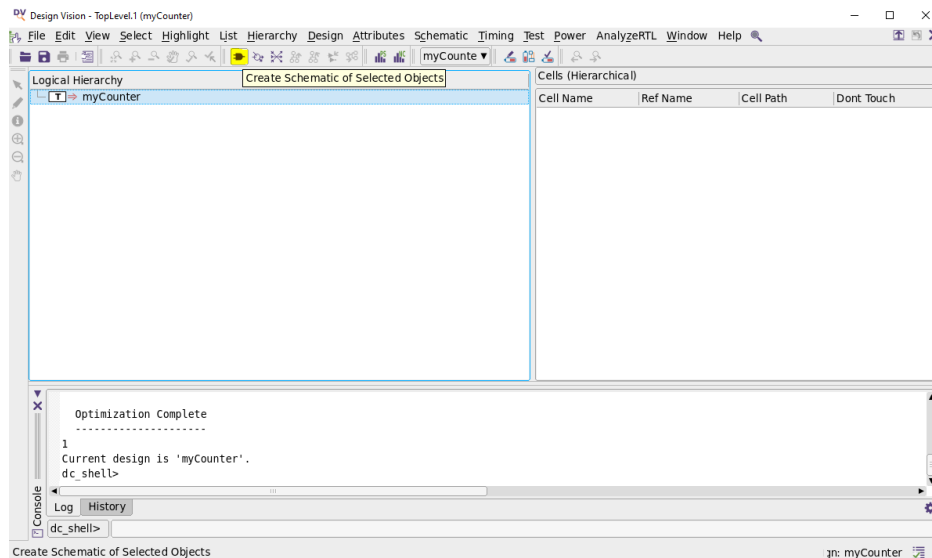 DV Design Vision - TopLevel.1 (myCounter)
File Edit View Select Highlight List Hierarchy Design Attributes Schematic Timing Test Power AnalyzeRTL Window Help
myCounte
Create Schematic of Selected Objects
Logical Hierarchy
T myCounter
Cells (Hierarchical)
Cell Name Ref Name Cell Path Dont Touch
Optimization Complete
---------------------
1
Current design is 'myCounter'.
dc_shell>
Console
Log History
dc_shell>
Create Schematic of Selected Objects
gn: myCounter